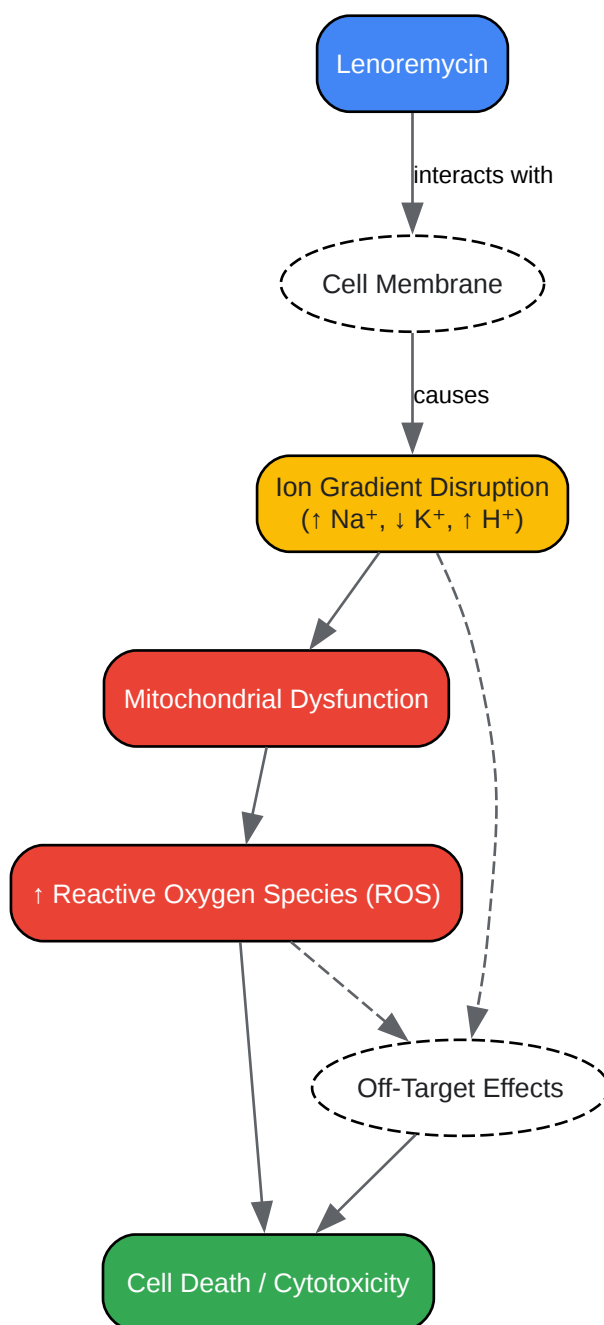 Lenoremycin
interacts with
Cell Membrane
causes
Ion Gradient Disruption
(↑ Na⁺, ↓ K⁺, ↑ H⁺)
Mitochondrial Dysfunction
↑ Reactive Oxygen Species (ROS)
Off-Target Effects
Cell Death / Cytotoxicity